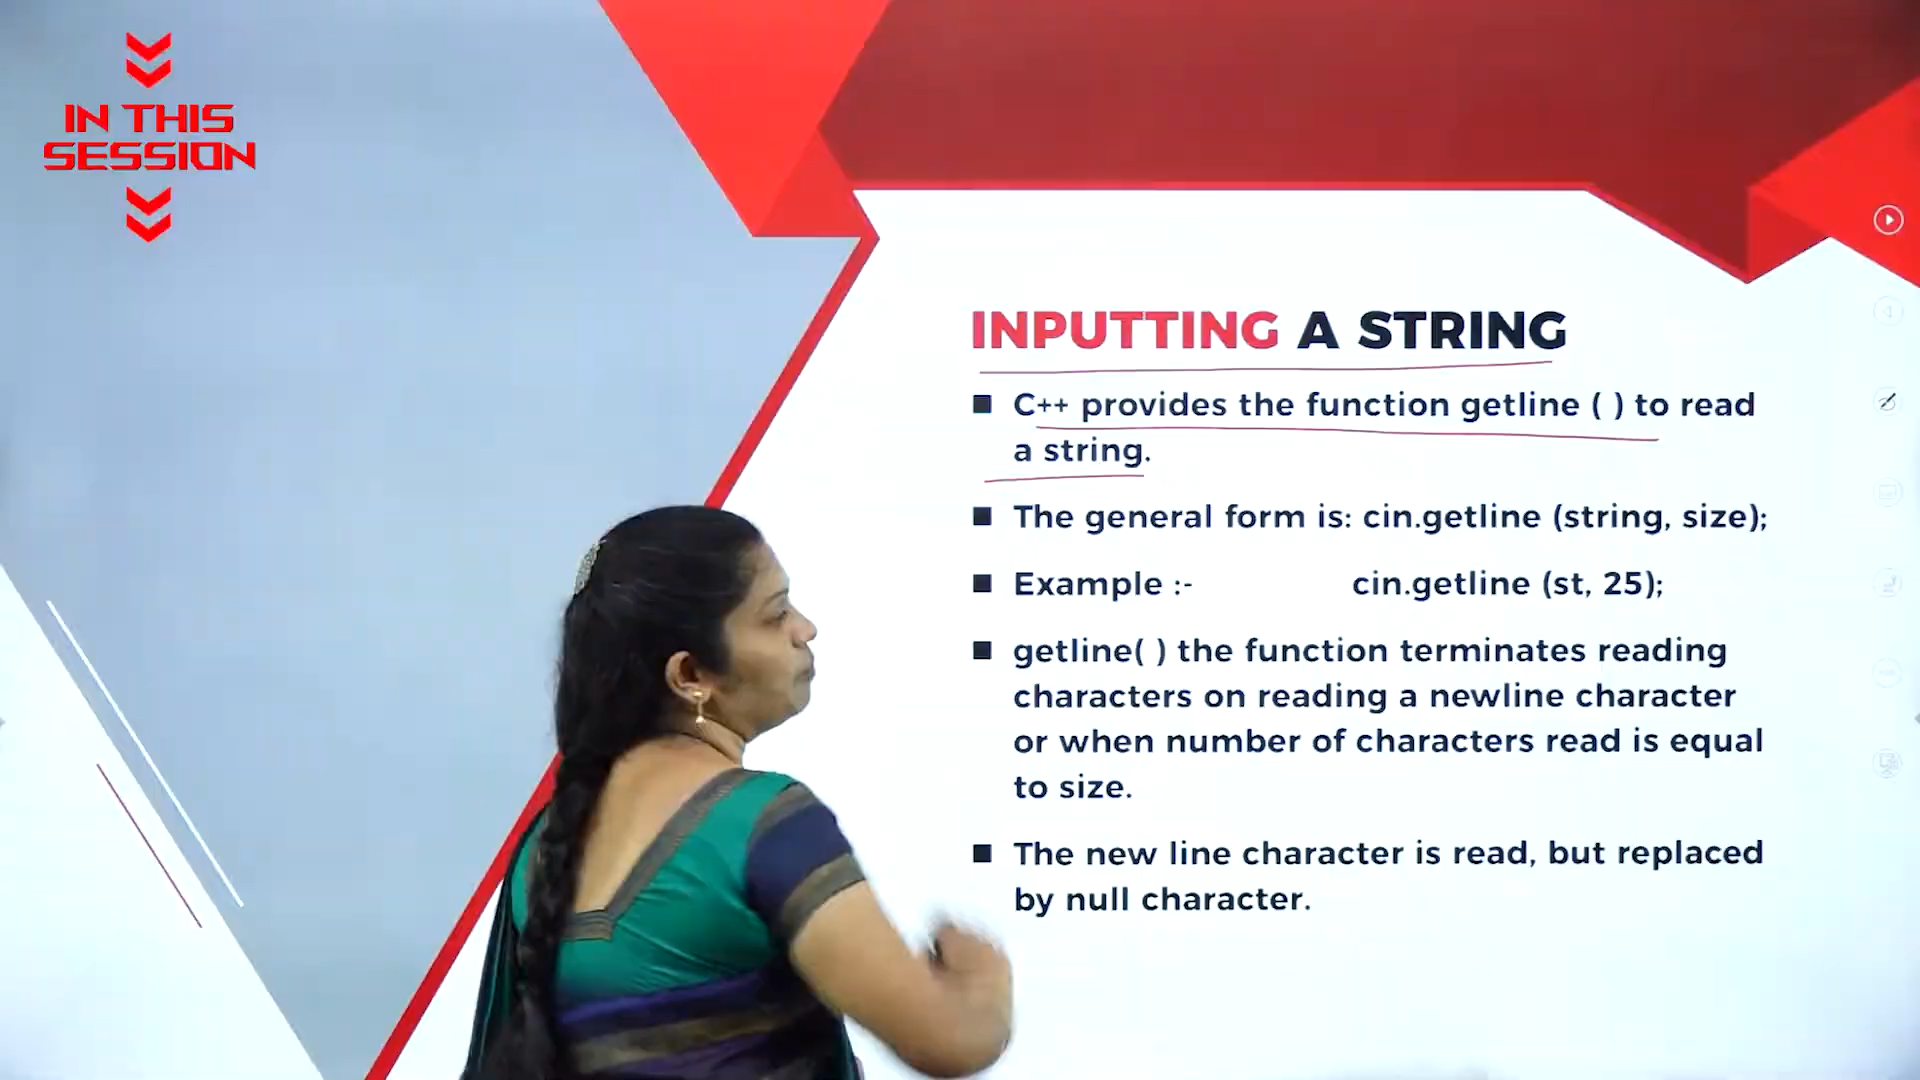 IN THIS
SESSION
INPUTTING A STRING
■ C++ provides the function getline ( ) to read
a string.
■ The general form is: cin.getline (string, size);
■ Example :- cin.getline (st, 25);
■ getline( ) the function terminates reading
characters on reading a newline character
or when number of characters read is equal
to size.
■ The new line character is read, but replaced
by null character.